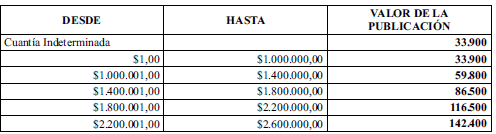 DESDE HASTA VALOR DE LA PUBLICACIÓN
Cuantía Indeterminada 33.900
$1,00 $1.000.000,00 33.900
$1.000.001,00 $1.400.000,00 59.800
$1.400.001,00 $1.800.000,00 86.500
$1.800.001,00 $2.200.000,00 116.500
$2.200.001,00 $2.600.000,00 142.400